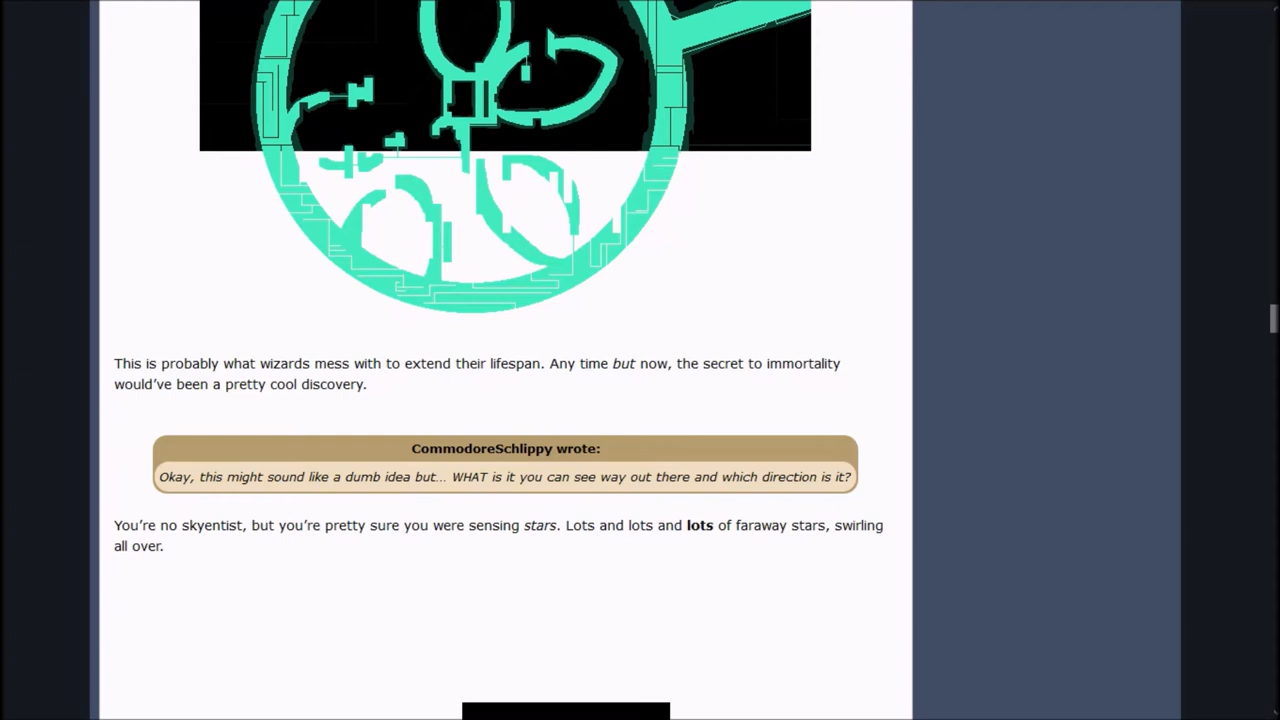 This is probably what wizards mess with to extend their lifespan. Any time but now, the secret to immortality
would’ve been a pretty cool discovery.
CommodoreSchlippy wrote:
Okay, this might sound like a dumb idea but... WHAT is it you can see way out there and which direction is it?
You’re no skyentist, but you’re pretty sure you were sensing stars. Lots and lots and lots of faraway stars, swirling
all over.